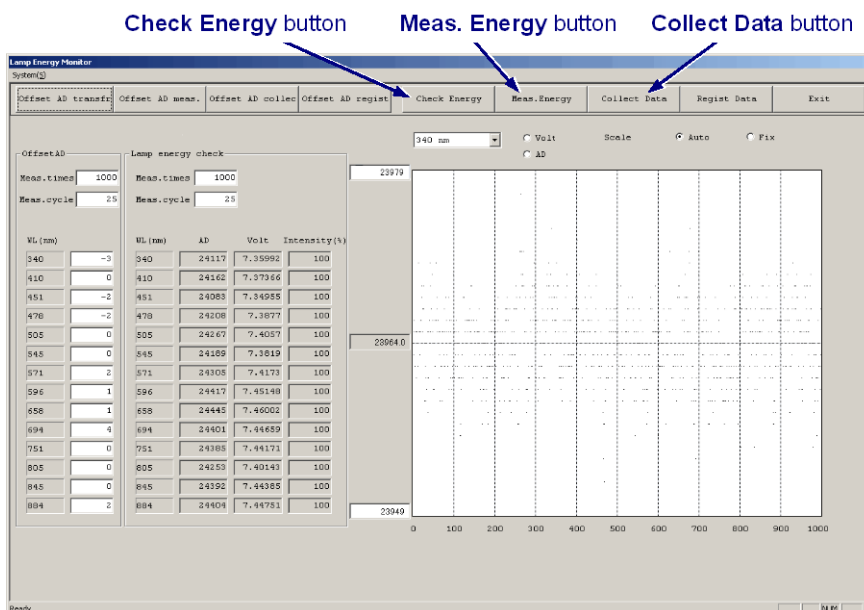 Check Energy button Meas. Energy button Collect Data button
Lamp Energy Monitor
System(S)
Offset AD transfr Offset AD meas. Offset AD collec Offset AD regist Check Energy Meas.Energy Collect Data Regist Data Exit
340 nm Volt AD Scale Auto Fix
OffsetAD Lamp energy check
Meas.times 1000 Meas.times 1000 23979
Meas.cycle 25 Meas.cycle 25
WL(nm) WL(nm) AD Volt Intensity(%)
340 -3 340 24117 7.35992 100
410 0 410 24162 7.37366 100
451 -2 451 24083 7.34955 100
478 -2 478 24208 7.3877 100
505 0 505 24267 7.4057 100
545 0 545 24189 7.3819 100 23964.0
571 2 571 24305 7.4173 100
596 1 596 24417 7.45148 100
658 1 658 24445 7.46002 100
694 4 694 24401 7.44659 100
751 0 751 24385 7.44171 100
805 0 805 24253 7.40143 100
845 0 845 24392 7.44385 100
884 2 884 24404 7.44751 100 23949
0 100 200 300 400 500 600 700 800 900 1000
Ready NUM